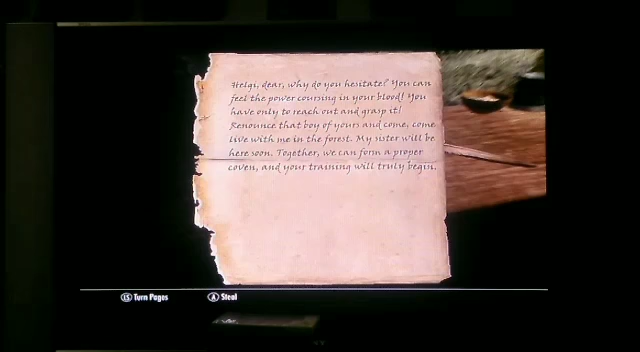 Helgi, dear, why do you hesitate? You can
feel the power coursing in your blood! You
have only to reach out and grasp it!
Renounce that boy of yours and come, come
live with me in the forest. My sister will be
here soon. Together, we can form a proper
coven, and your training will truly begin.
LS Turn Pages
A Steal